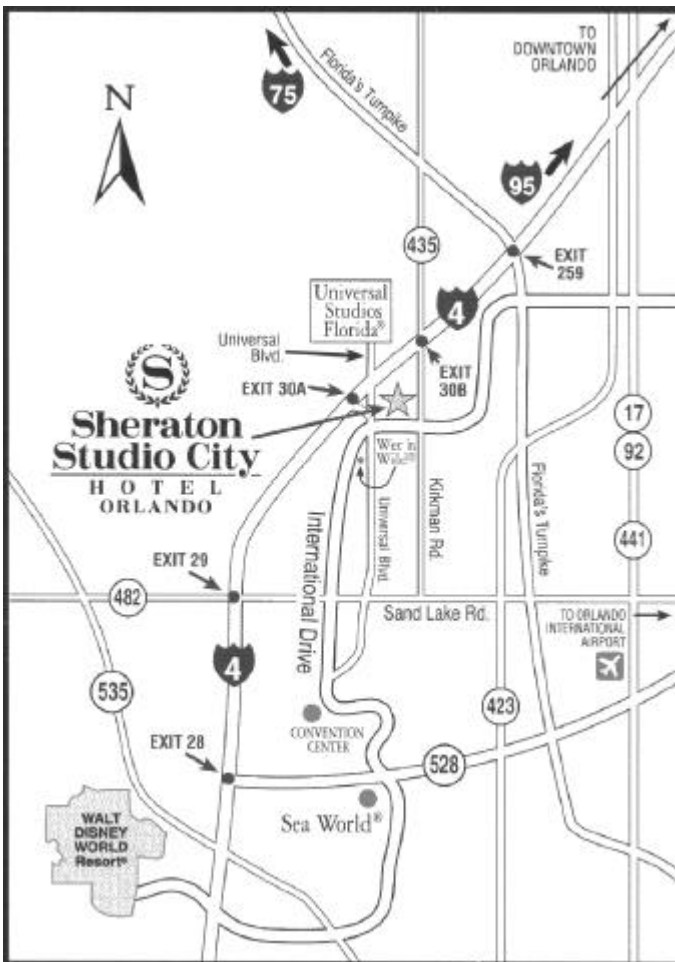 TO
DOWNTOWN
ORLANDO
N
75
Florida's Turnpike
95
435
EXIT
259
Universal
Studios
Florida®
4
Universal
Blvd.
EXIT 30A
EXIT
30B
S
Sheraton
Studio City
HOTEL
ORLANDO
Wet 'n
Wild®
17
92
441
International Drive
Universal Blvd.
Kirkman Rd.
Florida's Turnpike
EXIT 29
482
Sand Lake Rd.
TO ORLANDO
INTERNATIONAL
AIRPORT
4
535
423
CONVENTION
CENTER
EXIT 28
528
Sea World®
WALT
DISNEY
WORLD
Resort®